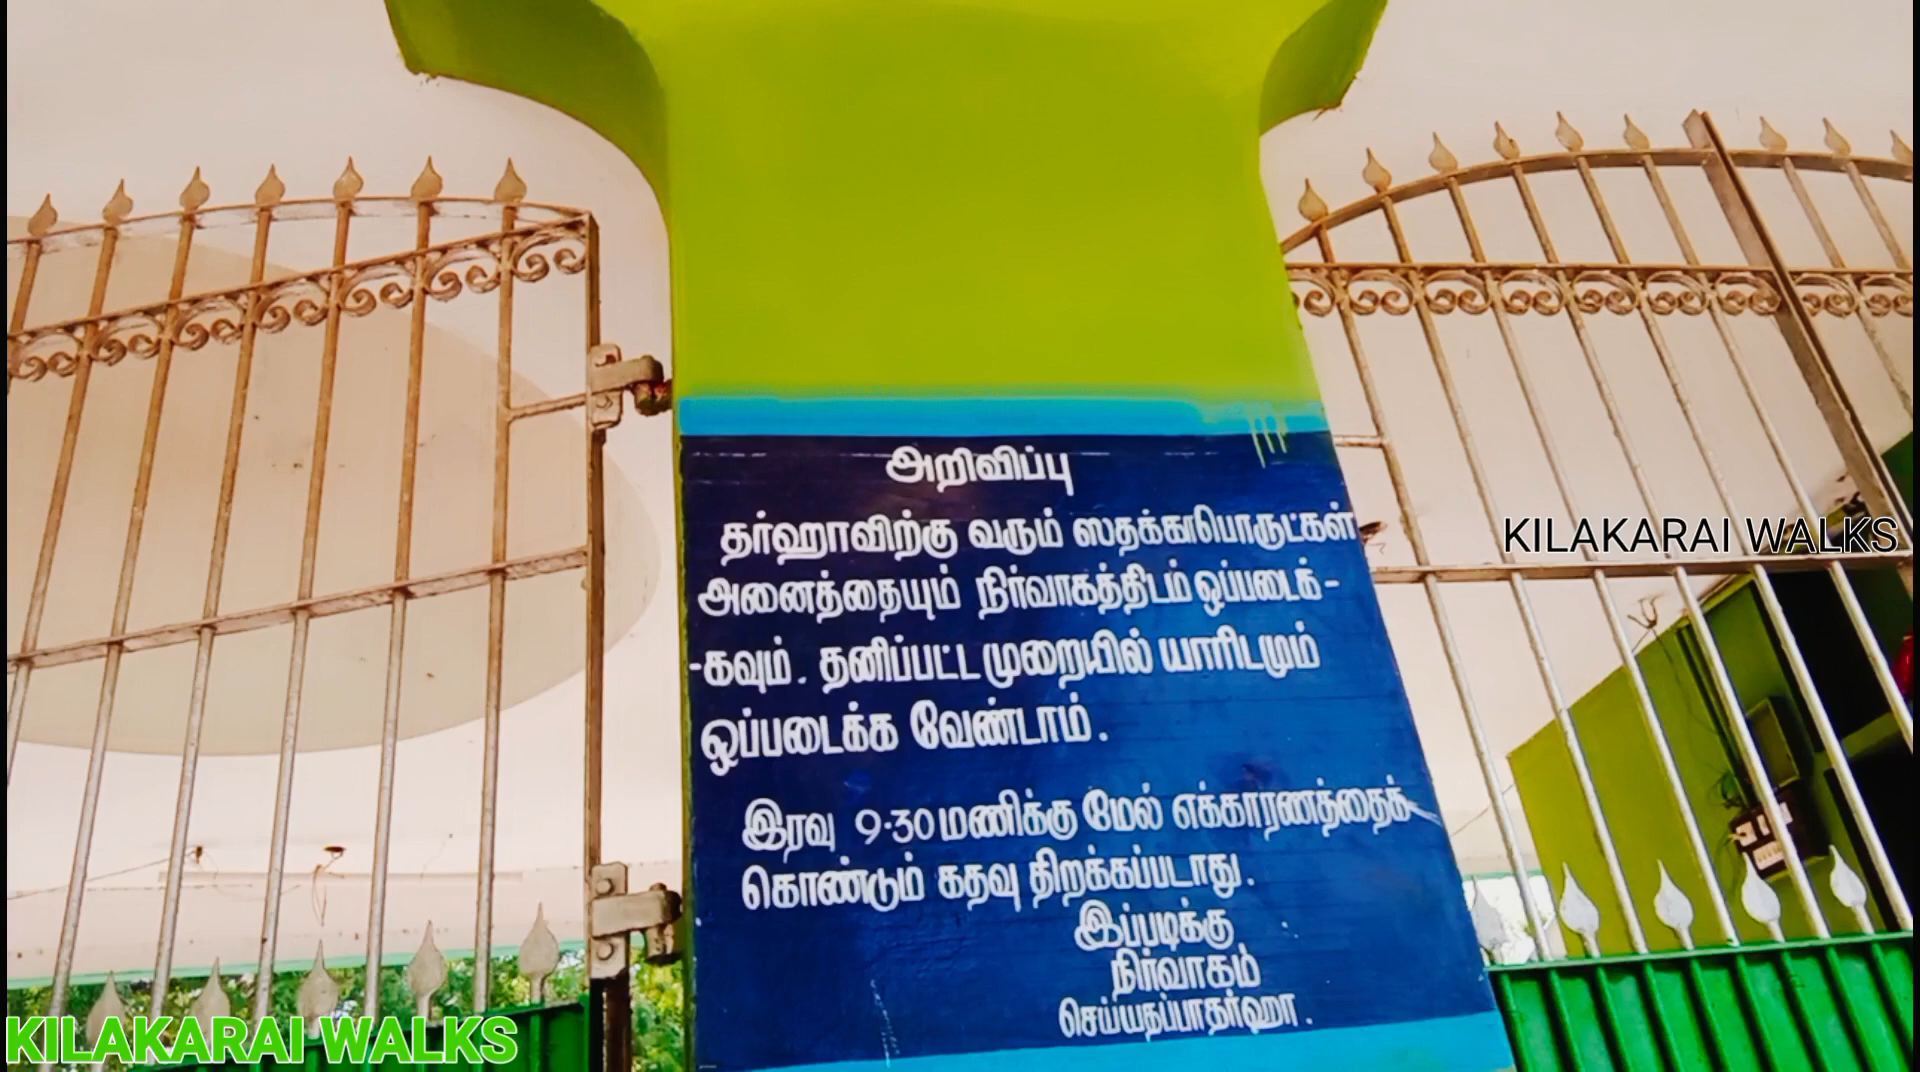 அறிவிப்பு
தர்ஹாவிற்கு வரும் ஸதக்காபொருட்கள்
அனைத்தையும் நிர்வாகத்திடம் ஒப்படைக்-
-கவும். தனிப்பட்ட முறையில் யாரிடமும்
ஒப்படைக்க வேண்டாம்.
இரவு 9.30 மணிக்கு மேல் எக்காரணத்தைக்
கொண்டும் கதவு திறக்கப்படாது.
இப்படிக்கு
நிர்வாகம்
செய்யதப்பாதர்ஹா.
KILAKARAI WALKS
KILAKARAI WALKS